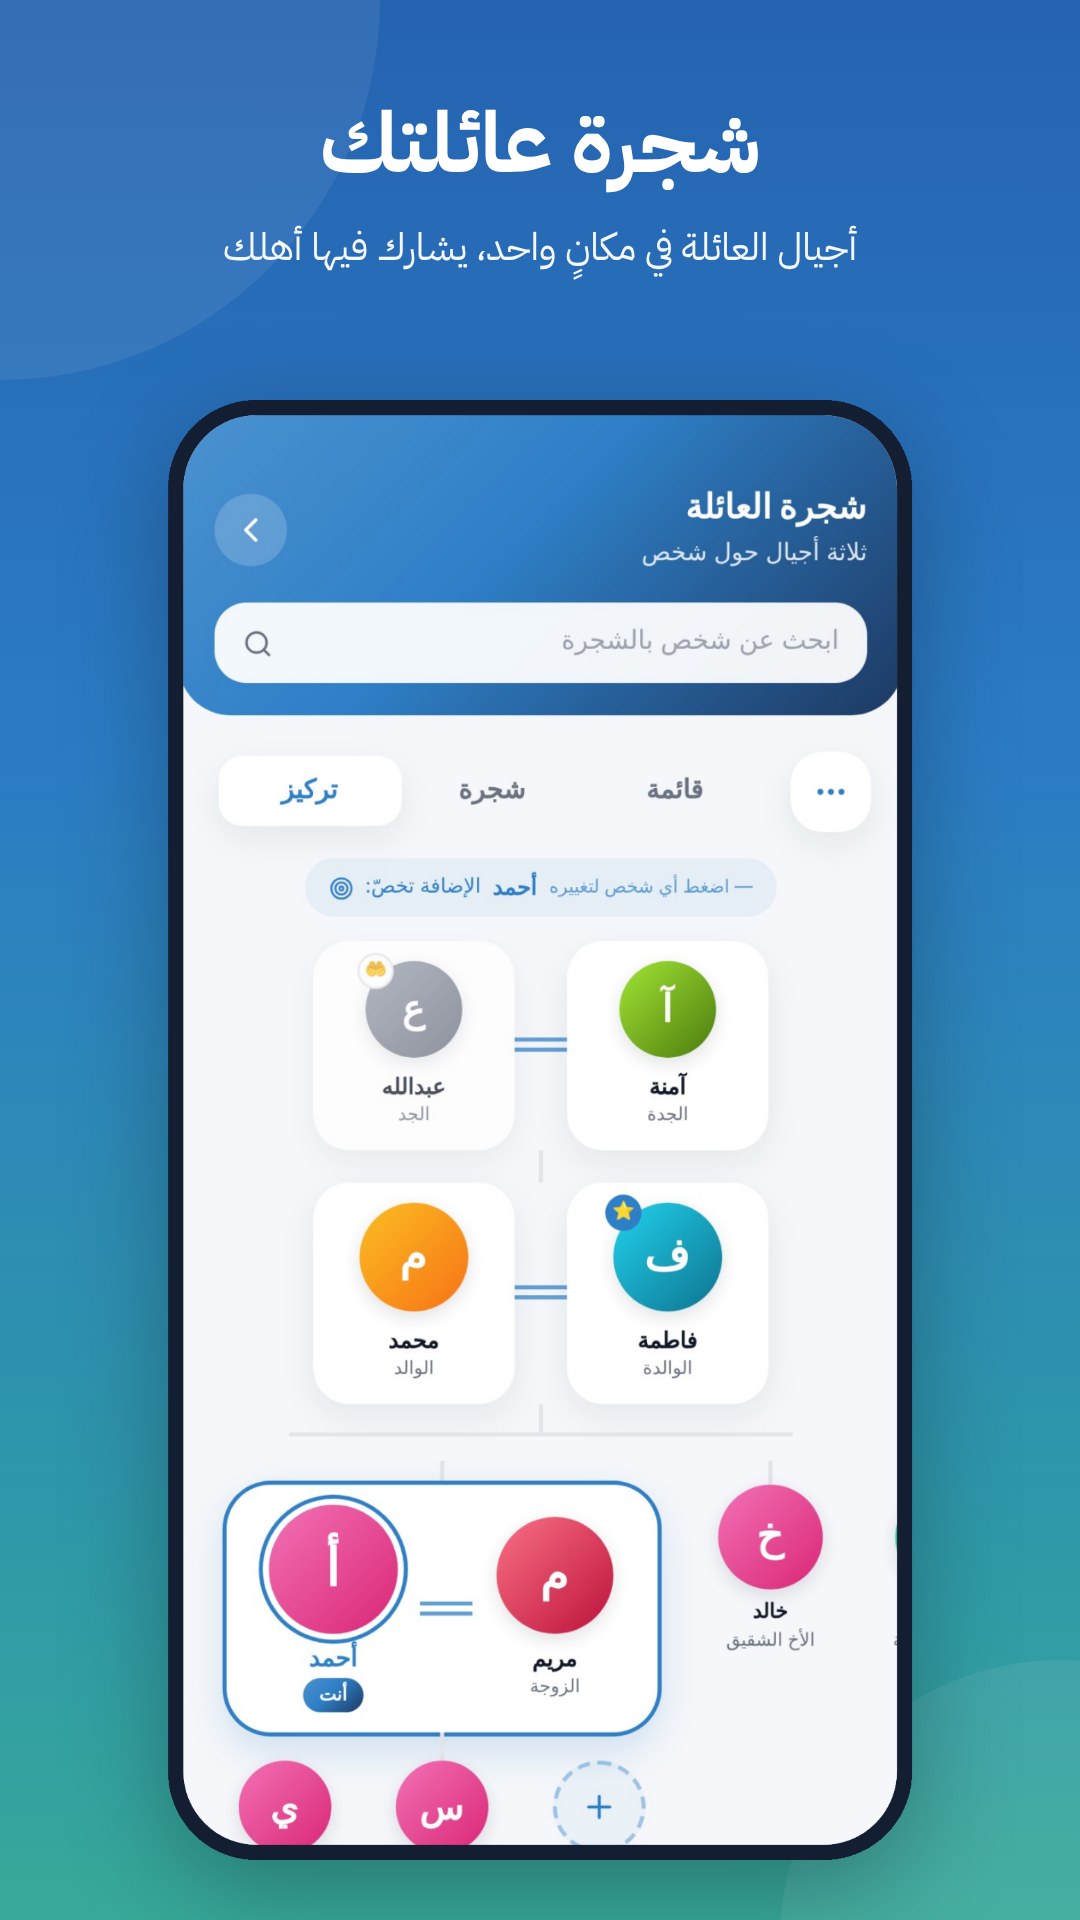 شجرة عائلتك
أجيال العائلة في مكانٍ واحد، يشارك فيها أهلك
شجرة العائلة
ثلاثة أجيال حول شخص
ابحث عن شخص بالشجرة
قائمة
شجرة
تركيز
الإضافة تخصّ: أحمد — اضغط أي شخص لتغييره
آ
آمنة
الجدة
ع
عبدالله
الجد
ف
فاطمة
الوالدة
م
محمد
الوالد
خ
خالد
الأخ الشقيق
م
مريم
الزوجة
أ
أحمد
أنت
س
ي